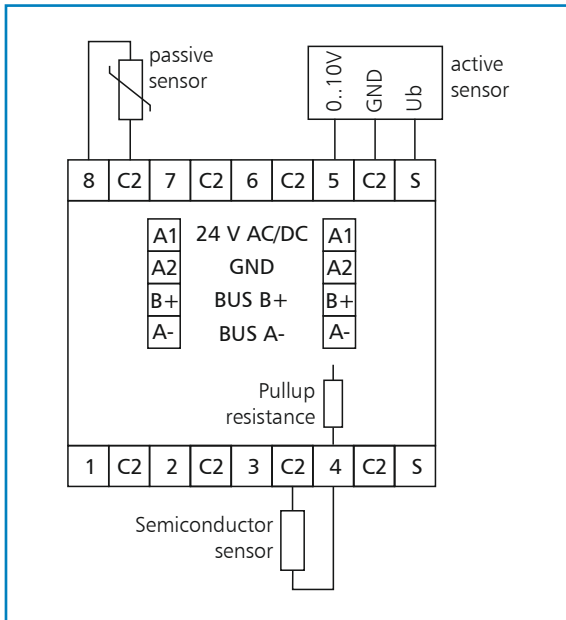 passive
sensor
0..10V
GND
Ub
active
sensor
8 C2 7 C2 6 C2 5 C2 S
A1 24 V AC/DC A1
A2 GND A2
B+ BUS B+ B+
A- BUS A- A-
Pullup
resistance
1 C2 2 C2 3 C2 4 C2 S
Semiconductor
sensor